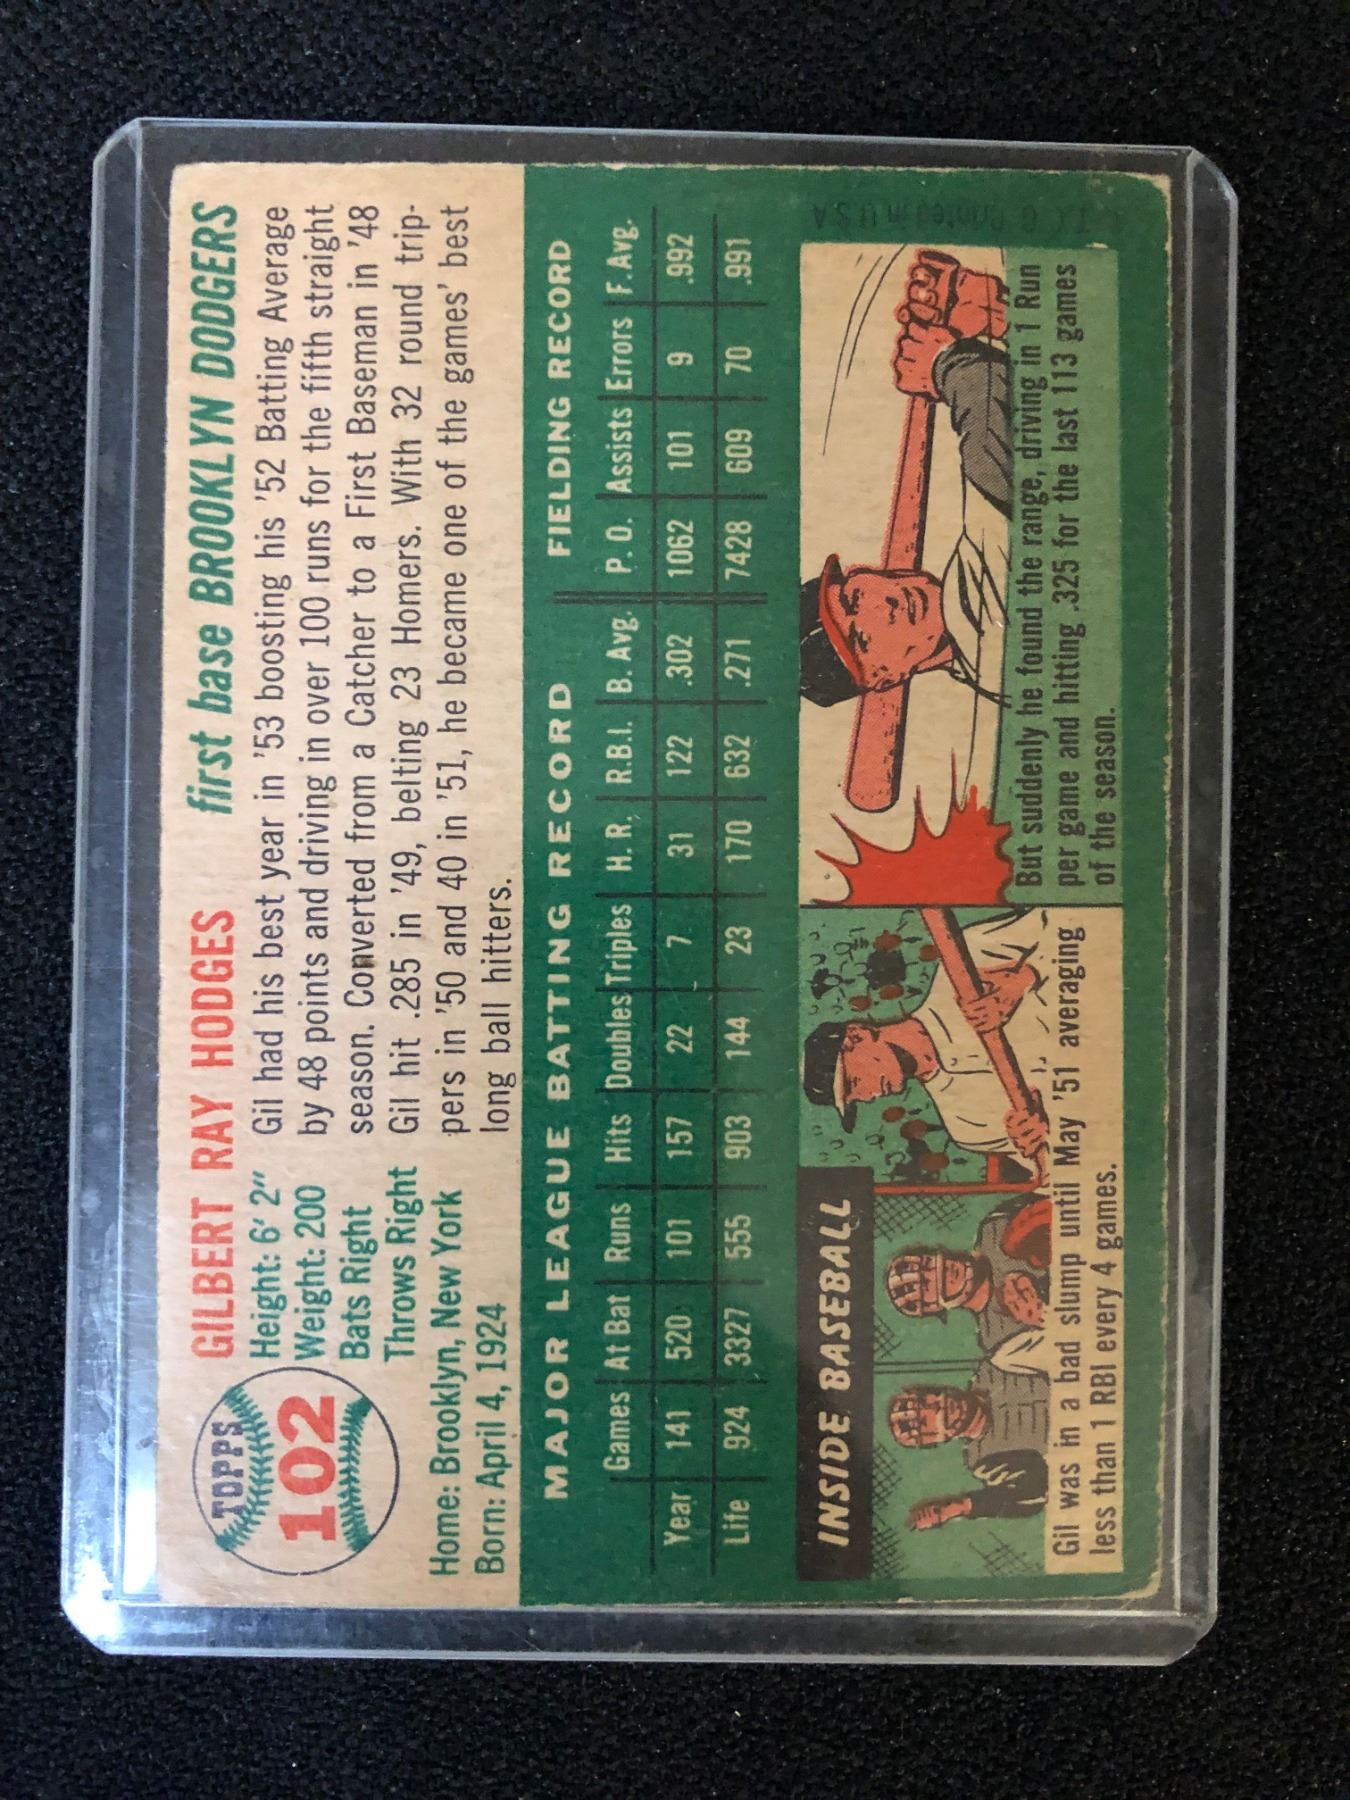 TOPPS
102
GILBERT RAY HODGES first base BROOKLYN DODGERS
Height: 6' 2"
Weight: 200
Bats Right
Throws Right
Home: Brooklyn, New York
Born: April 4, 1924
Gil had his best year in '53 boosting his '52 Batting Average
by 48 points and driving in over 100 runs for the fifth straight
season. Converted from a Catcher to a First Baseman in '48
Gil hit .285 in '49, belting 23 Homers. With 32 round trip-
pers in '50 and 40 in '51, he became one of the games' best
long ball hitters.
MAJOR LEAGUE BATTING RECORD FIELDING RECORD
Games At Bat Runs Hits Doubles Triples H. R. R.B.I. B. Avg. P. O. Assists Errors F. Avg.
Year 141 520 101 157 22 7 31 122 .302 1062 101 9 .992
Life 924 3327 555 903 144 23 170 632 .271 7428 609 70 .991
INSIDE BASEBALL
Gil was in a bad slump until May '51 averaging
less than 1 RBI every 4 games.
But suddenly he found the range, driving in 1 Run
per game and hitting .325 for the last 113 games
of the season.
T. C. G. Printed in U.S.A.